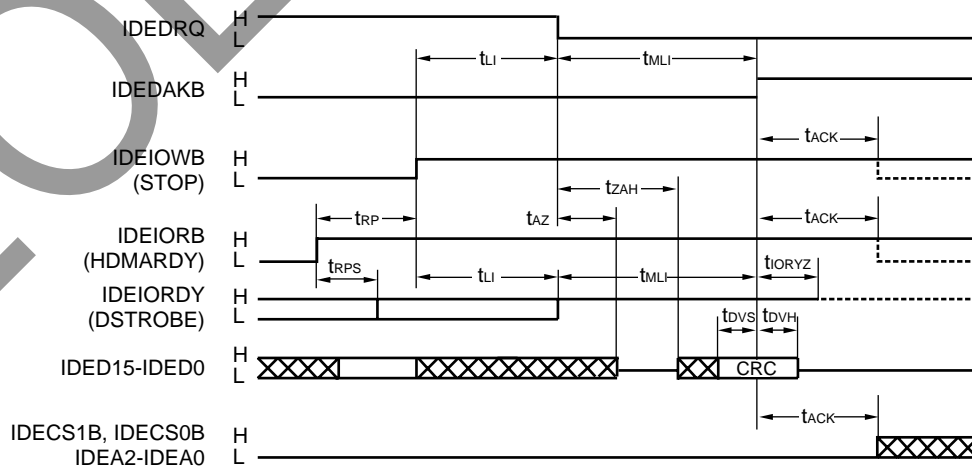 IDEDRQ H
L
tLI tMLI
IDEDAKB H
L
tACK
IDEIOWB H
(STOP) L
tZAH
tRP tAZ tACK
IDEIORB H
(HDMARDY) L
tRPS tLI tMLI tIORYZ
IDEIORDY H
(DSTROBE) L
tDVS tDVH
IDED15-IDED0 H
L
CRC
tACK
IDECS1B, IDECS0B H
IDEA2-IDEA0 L